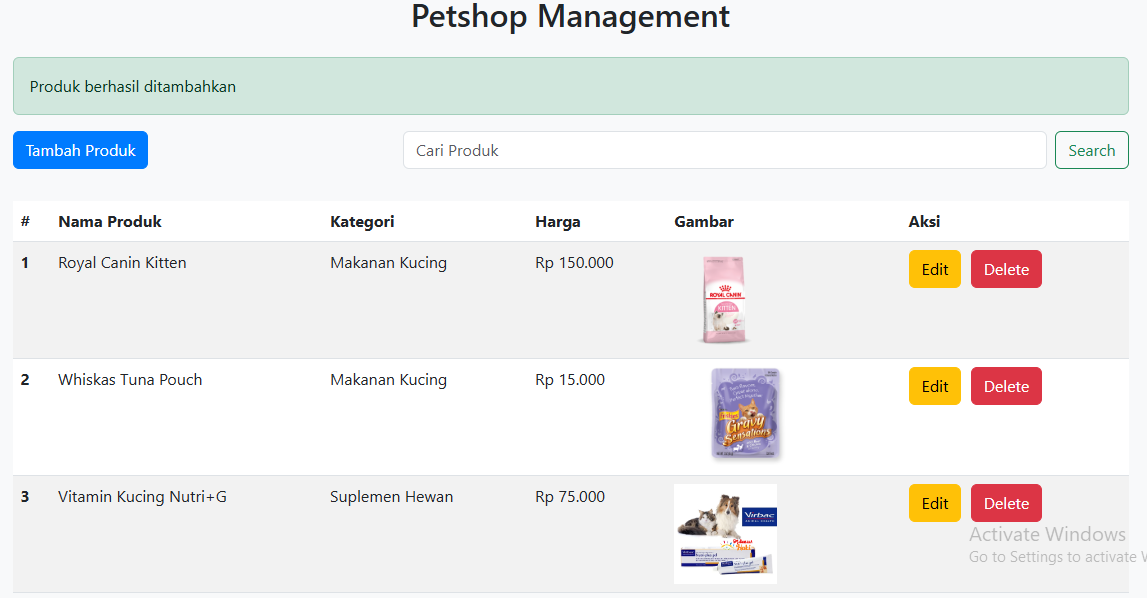 Petshop Management
Produk berhasil ditambahkan
Tambah Produk Cari Produk Search
# Nama Produk Kategori Harga Gambar Aksi
1 Royal Canin Kitten Makanan Kucing Rp 150.000 Edit Delete
ROYAL CANIN
KITTEN
2 Whiskas Tuna Pouch Makanan Kucing Rp 15.000 Edit Delete
Gravy
Sensations
3 Vitamin Kucing Nutri+G Suplemen Hewan Rp 75.000 Edit Delete
Virbac
Activate Windows
Go to Settings to activate W